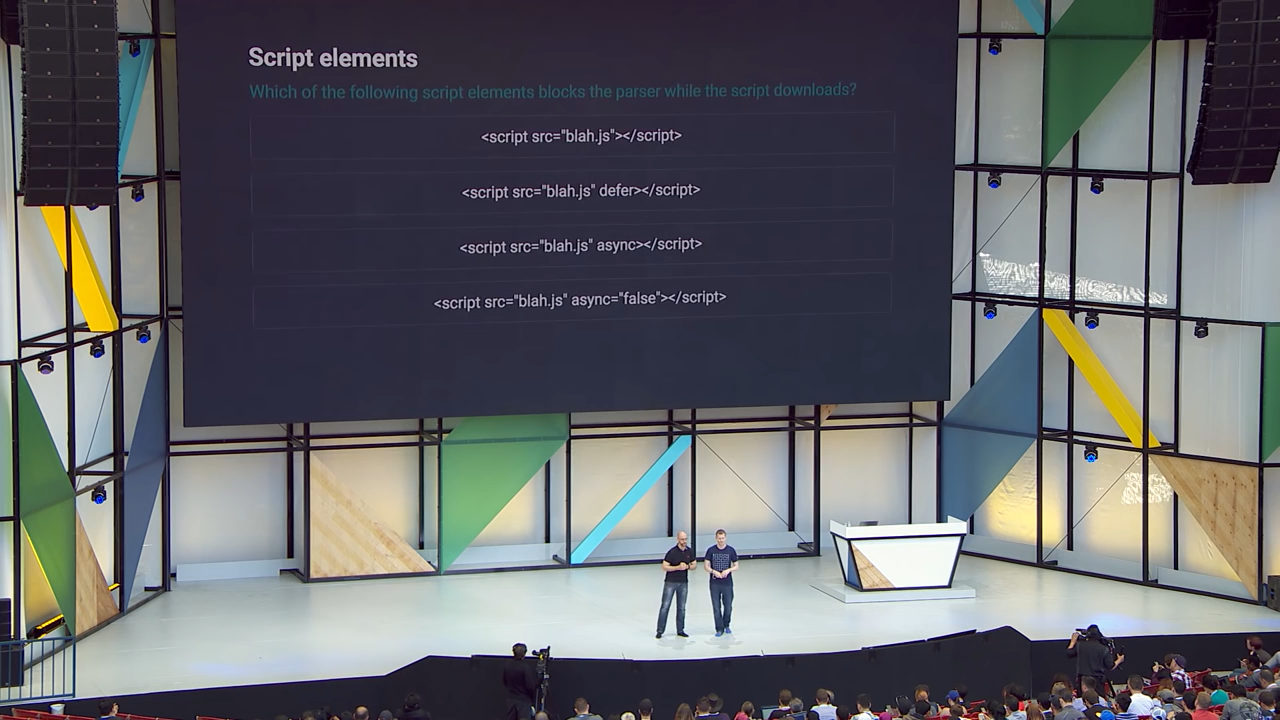 Script elements
Which of the following script elements blocks the parser while the script downloads?
<script src="blah.js"></script>
<script src="blah.js" defer></script>
<script src="blah.js" async></script>
<script src="blah.js" async="false"></script>